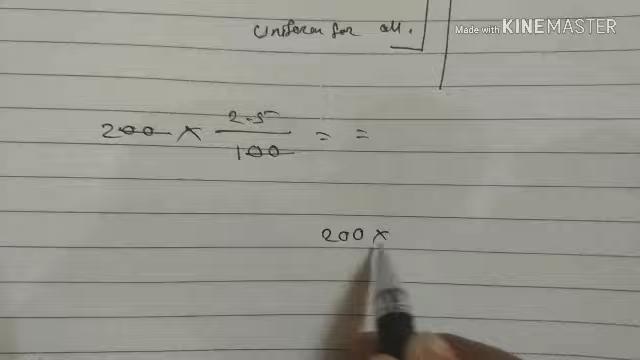 uniform for all.
Made with KINEMASTER
200 × 2.5/100 = =
200 ×